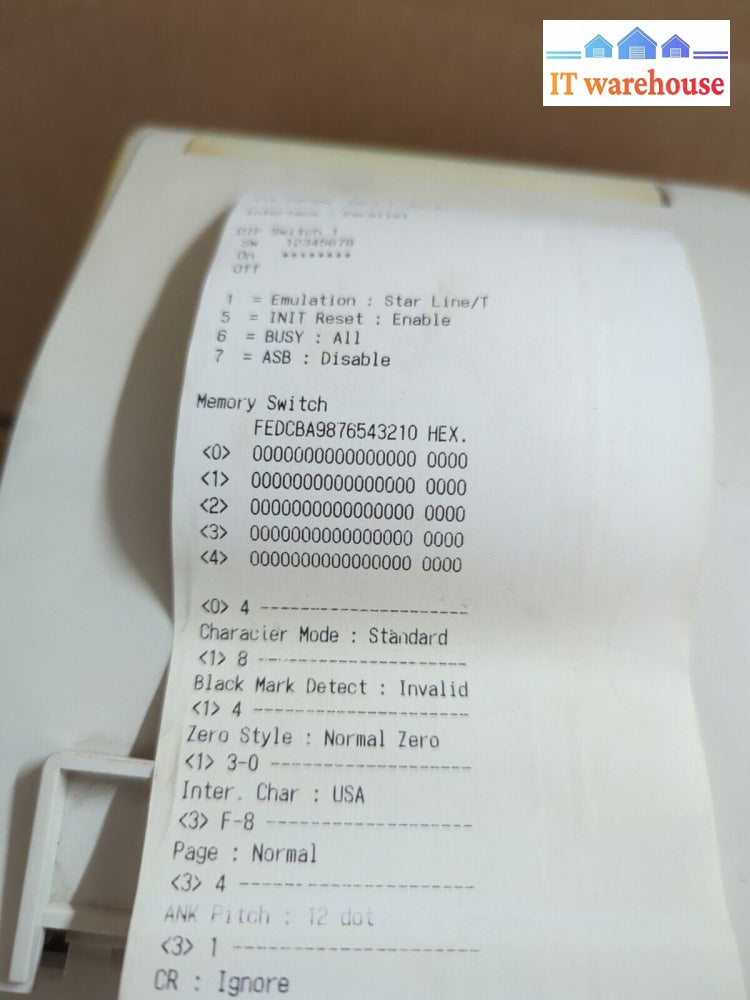 IT warehouse
Interface : Parallel
DIP Switch 1
SW 12345678
On ********
Off
1 = Emulation : Star Line/T
5 = INIT Reset : Enable
6 = BUSY : All
7 = ASB : Disable
Memory Switch
FEDCBA9876543210 HEX.
<0> 0000000000000000 0000
<1> 0000000000000000 0000
<2> 0000000000000000 0000
<3> 0000000000000000 0000
<4> 0000000000000000 0000
<0> 4 ---------------------
Character Mode : Standard
<1> 8 ---------------------
Black Mark Detect : Invalid
<1> 4 ---------------------
Zero Style : Normal Zero
<1> 3-0 -------------------
Inter. Char : USA
<3> F-8 -------------------
Page : Normal
<3> 4 ---------------------
ANK Pitch : 12 dot
<3> 1 ---------------------
CR : Ignore